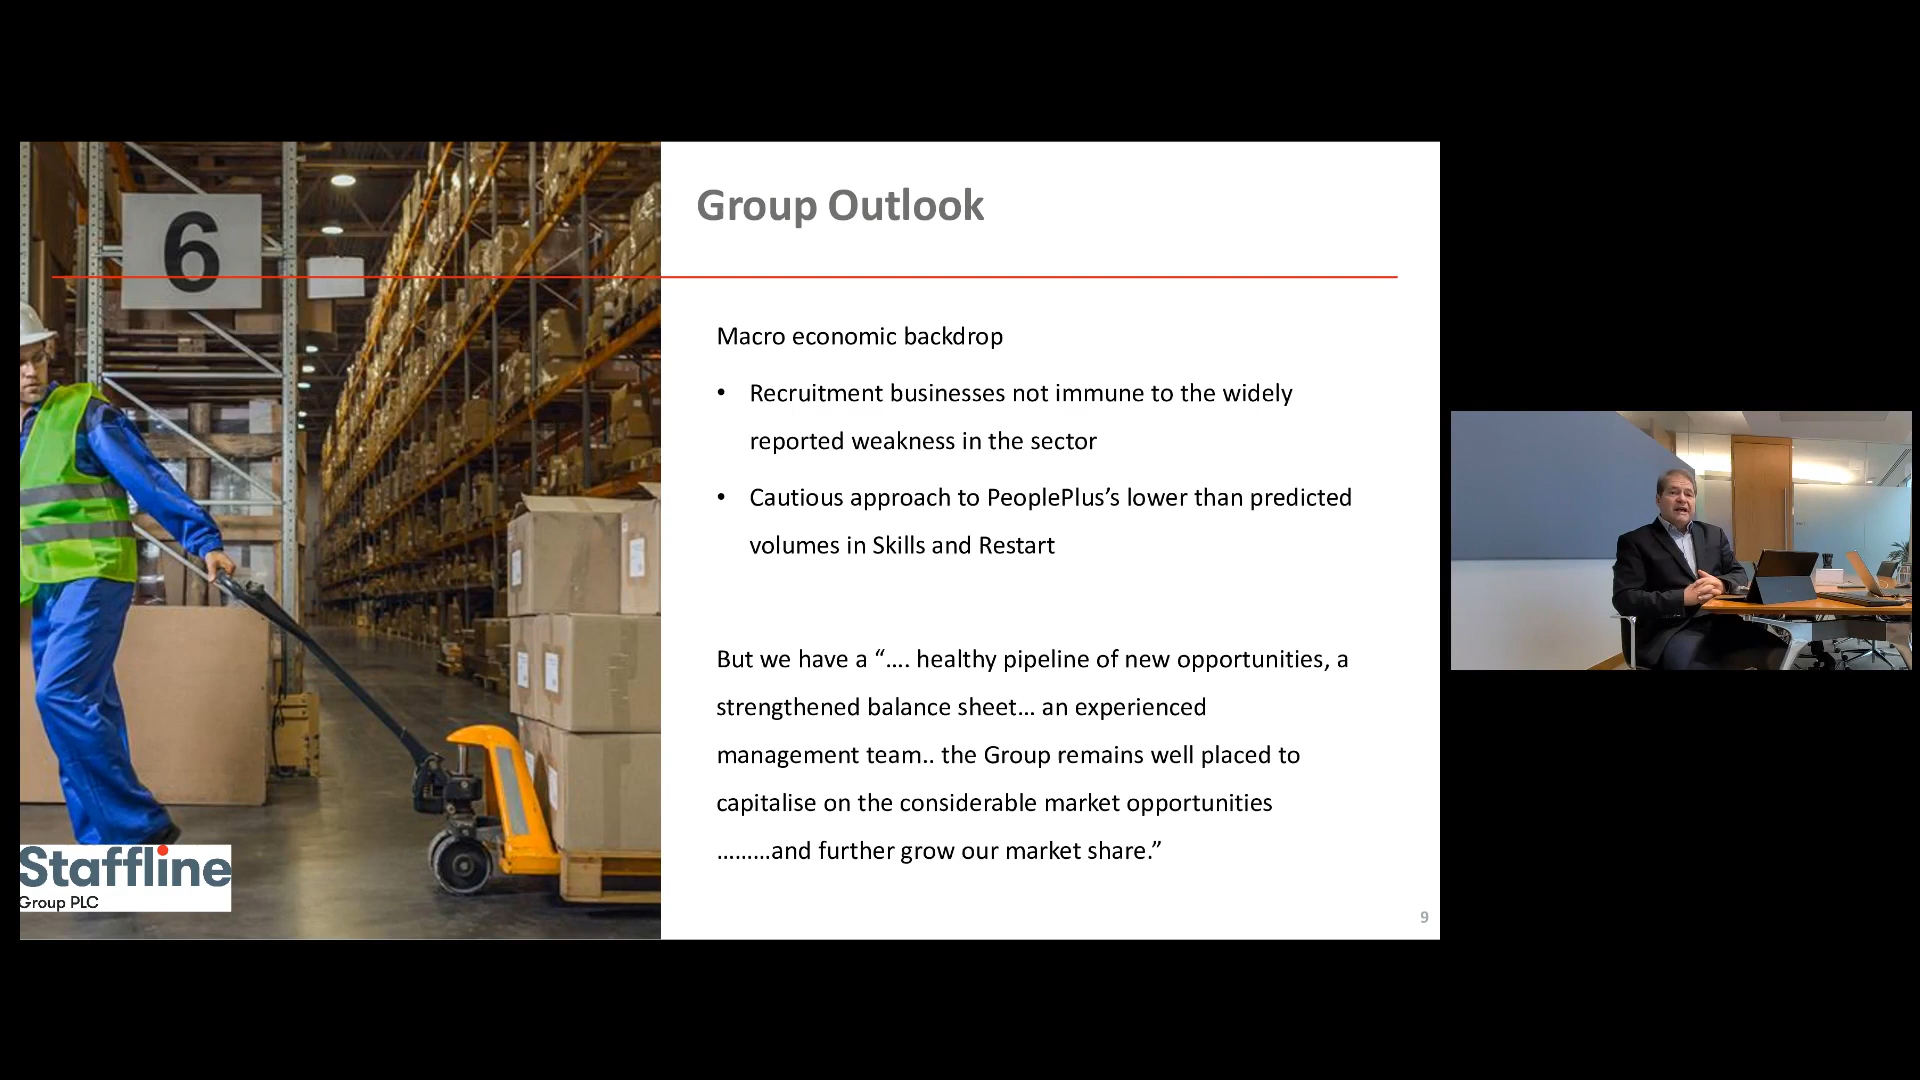 6
Group Outlook
Macro economic backdrop
• Recruitment businesses not immune to the widely
reported weakness in the sector
• Cautious approach to PeoplePlus’s lower than predicted
volumes in Skills and Restart
But we have a “…. healthy pipeline of new opportunities, a
strengthened balance sheet… an experienced
management team.. the Group remains well placed to
capitalise on the considerable market opportunities
………and further grow our market share.”
Staffline
Group PLC
9